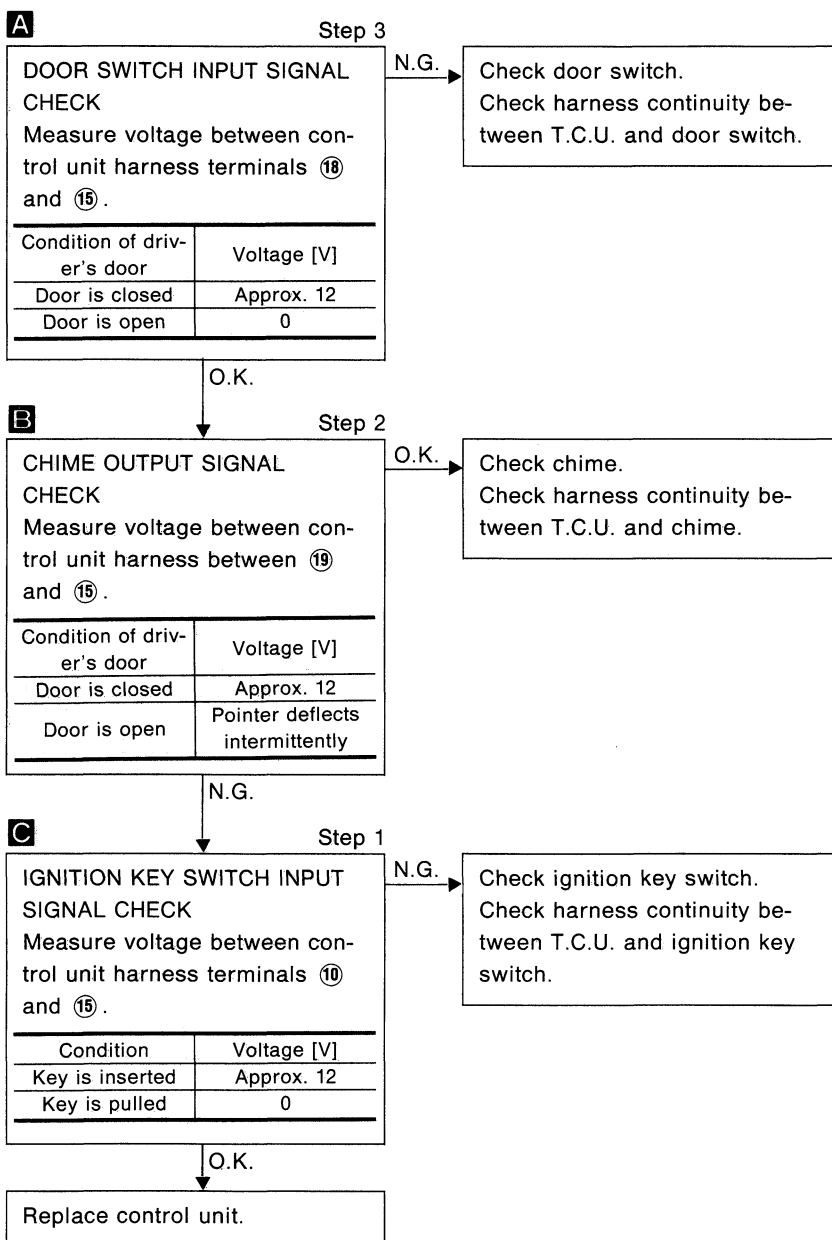 A Step 3
DOOR SWITCH INPUT SIGNAL
CHECK
Measure voltage between con-
trol unit harness terminals ⑱
and ⑮.
Condition of driv-
er's door
Voltage [V]
Door is closed Approx. 12
Door is open 0
N.G.
Check door switch.
Check harness continuity be-
tween T.C.U. and door switch.
O.K.
B Step 2
CHIME OUTPUT SIGNAL
CHECK
Measure voltage between con-
trol unit harness between ⑲
and ⑮.
Condition of driv-
er's door
Voltage [V]
Door is closed Approx. 12
Door is open
Pointer deflects
intermittently
O.K.
Check chime.
Check harness continuity be-
tween T.C.U. and chime.
N.G.
C Step 1
IGNITION KEY SWITCH INPUT
SIGNAL CHECK
Measure voltage between con-
trol unit harness terminals ⑩
and ⑮.
Condition Voltage [V]
Key is inserted Approx. 12
Key is pulled 0
N.G.
Check ignition key switch.
Check harness continuity be-
tween T.C.U. and ignition key
switch.
O.K.
Replace control unit.